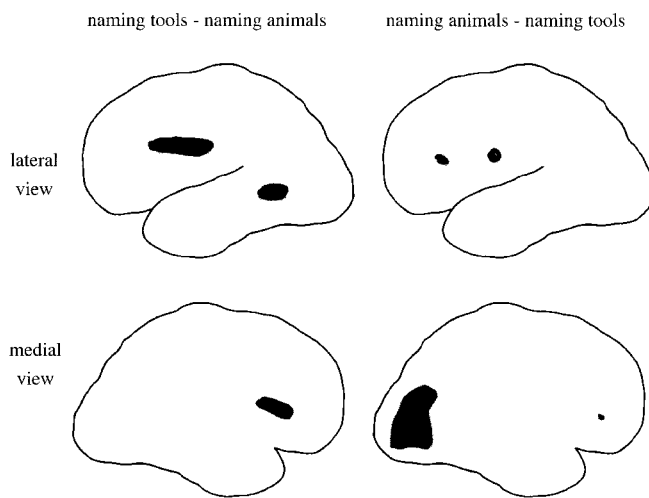 naming tools - naming animals
naming animals - naming tools
lateral
view
medial
view